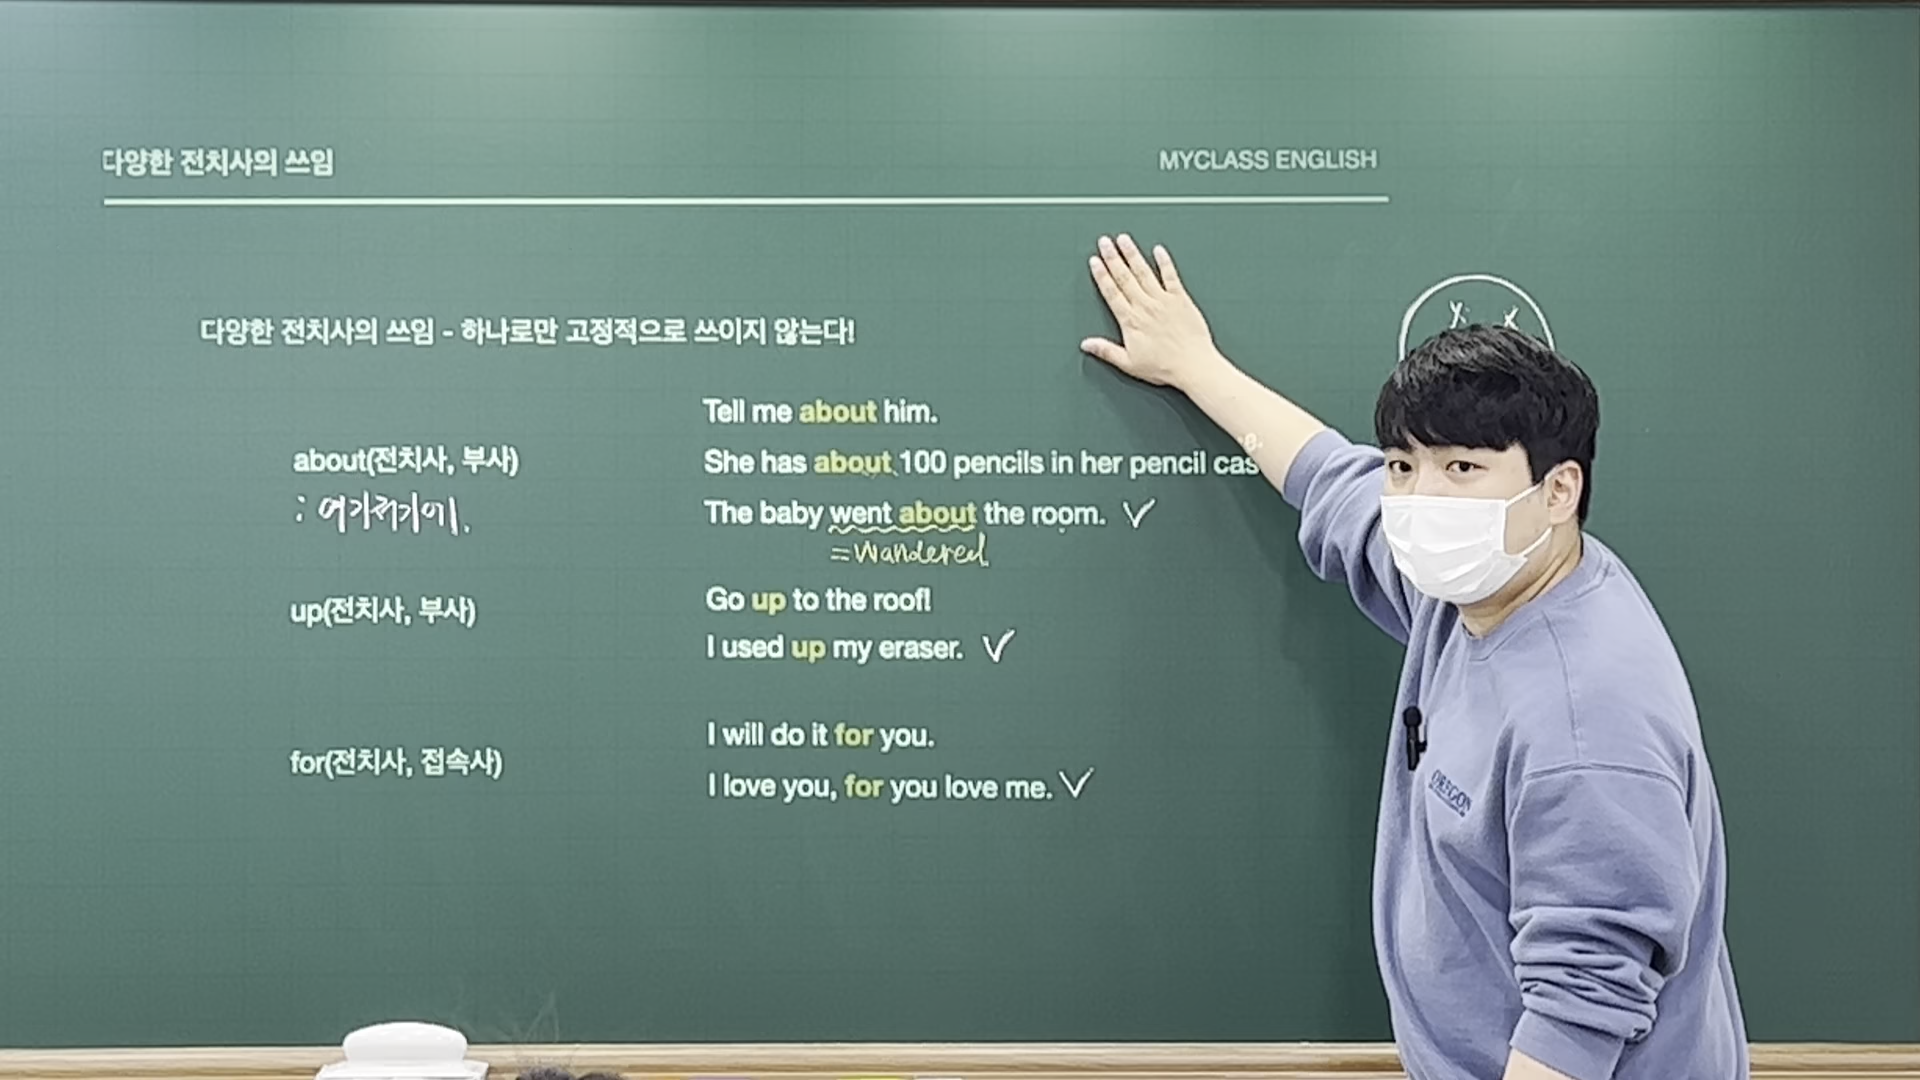 다양한 전치사의 쓰임
MYCLASS ENGLISH
다양한 전치사의 쓰임 - 하나로만 고정적으로 쓰이지 않는다!
about(전치사, 부사)
: 여기저기에.
Tell me about him.
She has about 100 pencils in her pencil case.
The baby went about the room.
=wandered
up(전치사, 부사)
Go up to the roof!
I used up my eraser.
for(전치사, 접속사)
I will do it for you.
I love you, for you love me.
OREGON